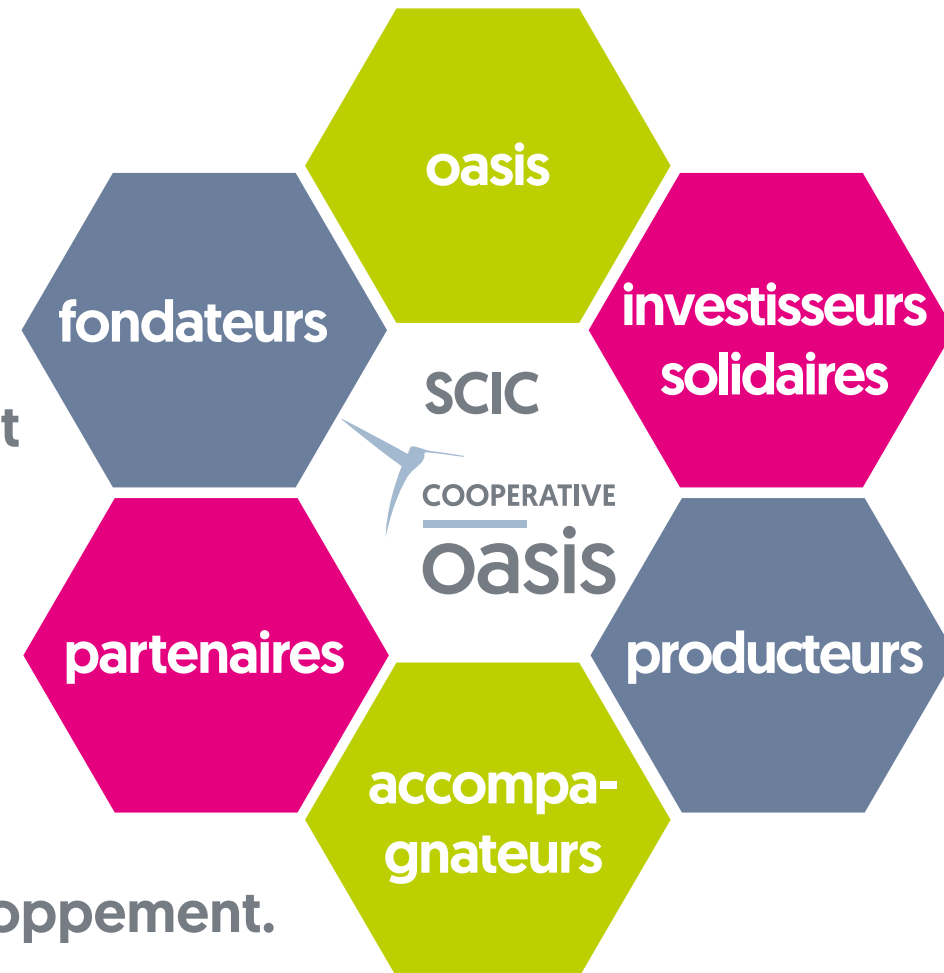 oasis
fondateurs
investisseurs
solidaires
SCIC
t
COOPERATIVE
oasis
partenaires
producteurs
accompa-
gnateurs
oppement.